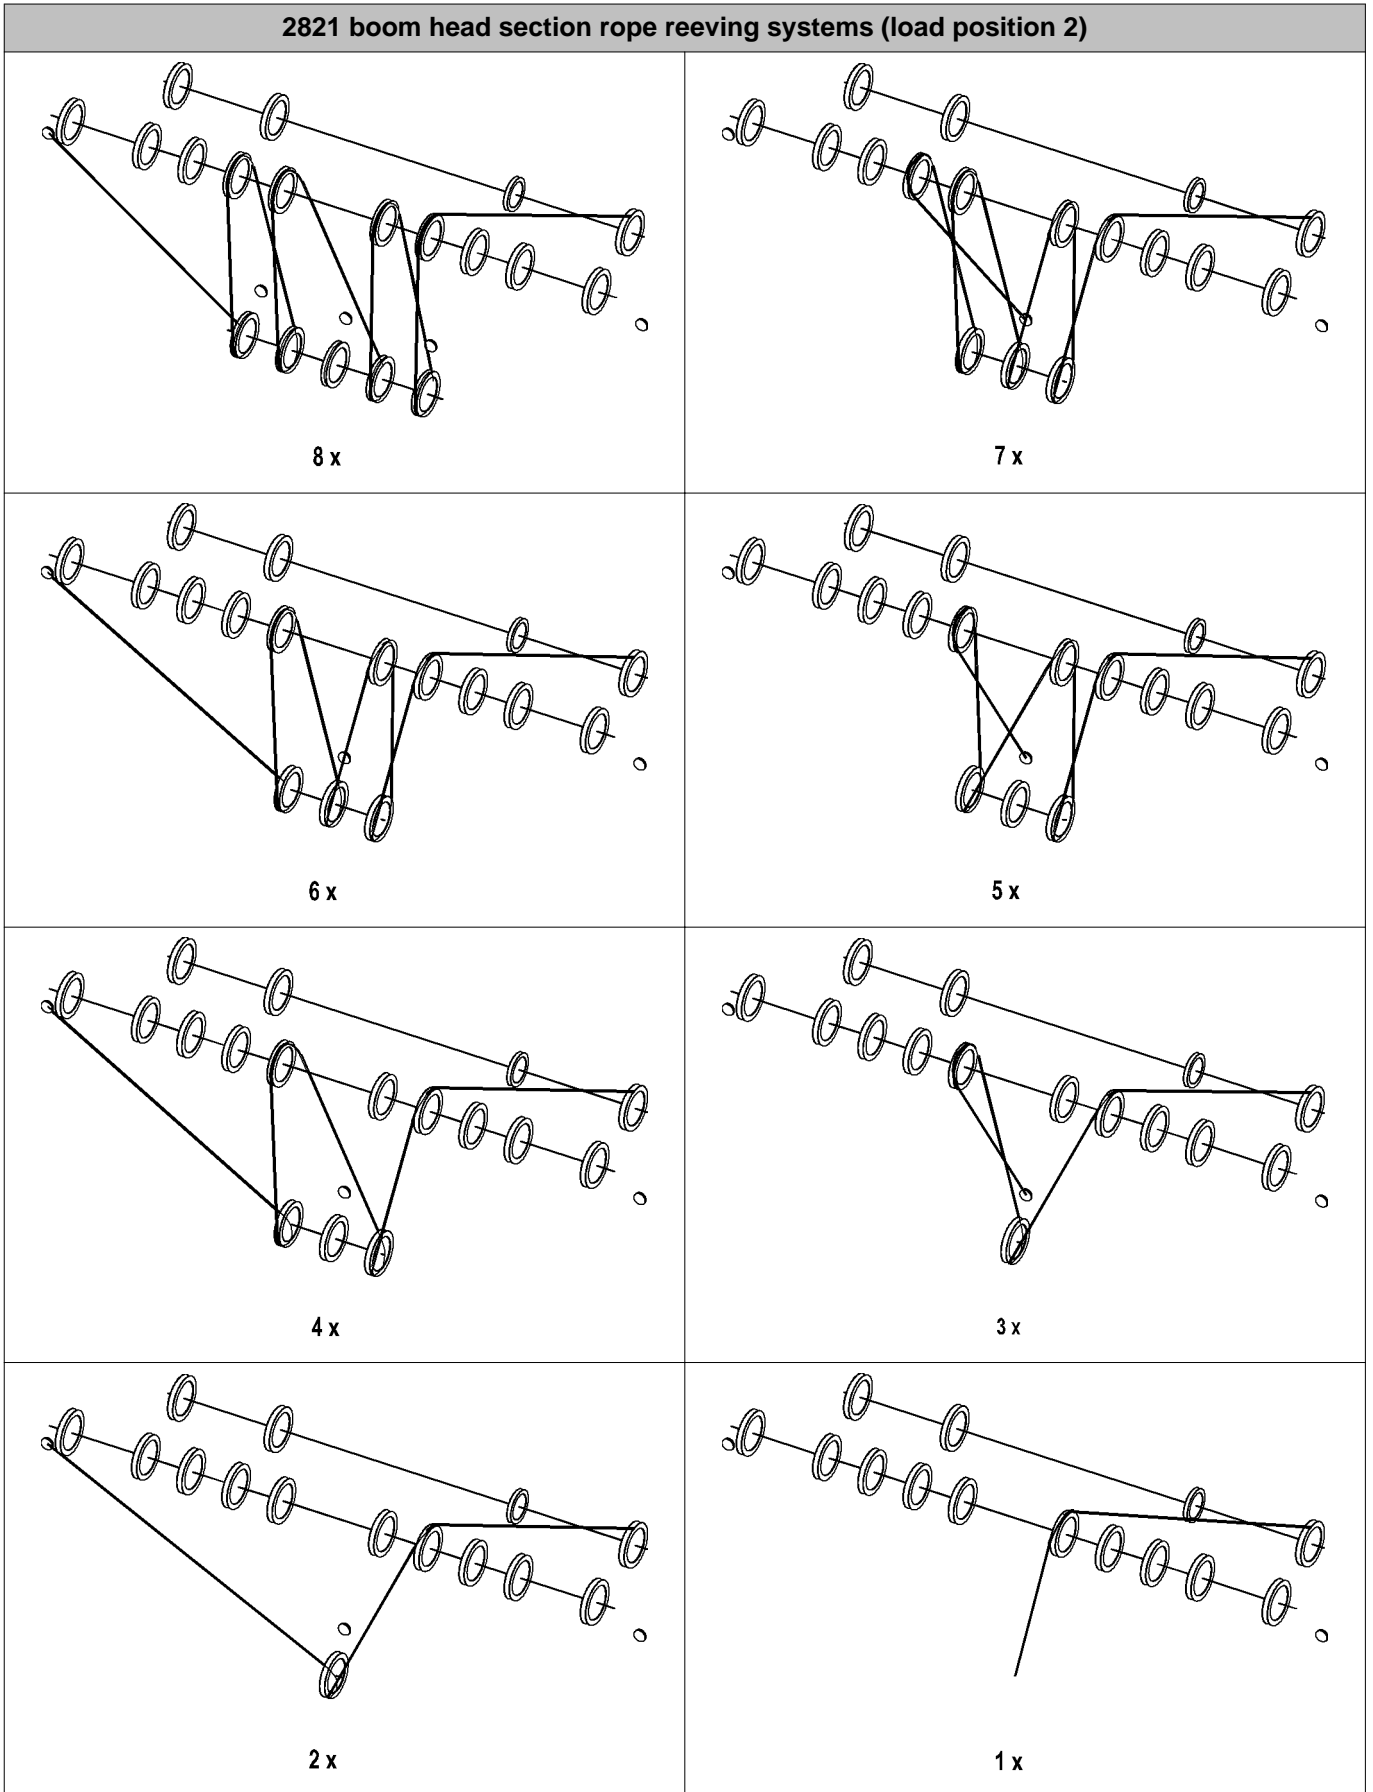 2821 boom head section rope reeving systems (load position 2)
8 x
7 x
6 x
5 x
4 x
3 x
2 x
1 x